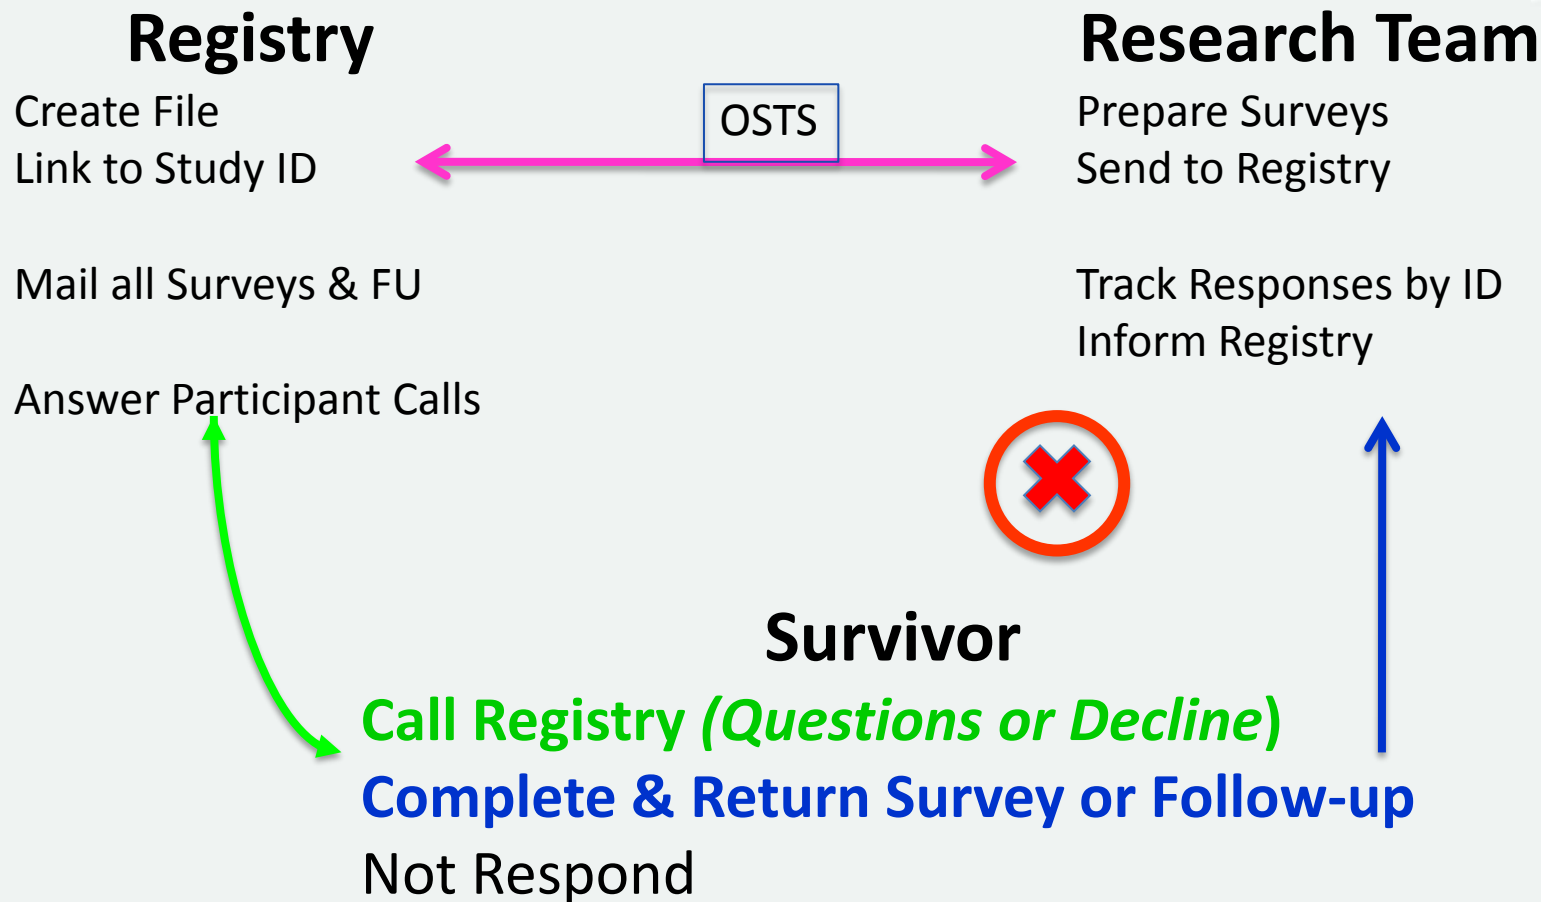 Registry
Create File
Link to Study ID
Mail all Surveys & FU
Answer Participant Calls
OSTS
Research Team
Prepare Surveys
Send to Registry
Track Responses by ID
Inform Registry
Survivor
Call Registry (Questions or Decline)
Complete & Return Survey or Follow-up
Not Respond